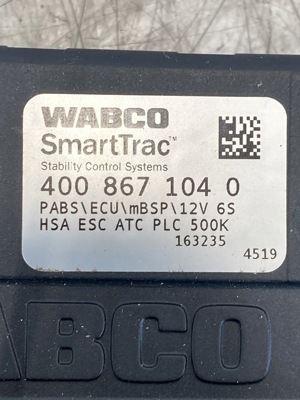 WABCO
SmartTrac™
Stability Control Systems
400 867 104 0
PABS\ECU\mBSP\12V 6S
HSA ESC ATC PLC 500K
163235
4519
ABCO